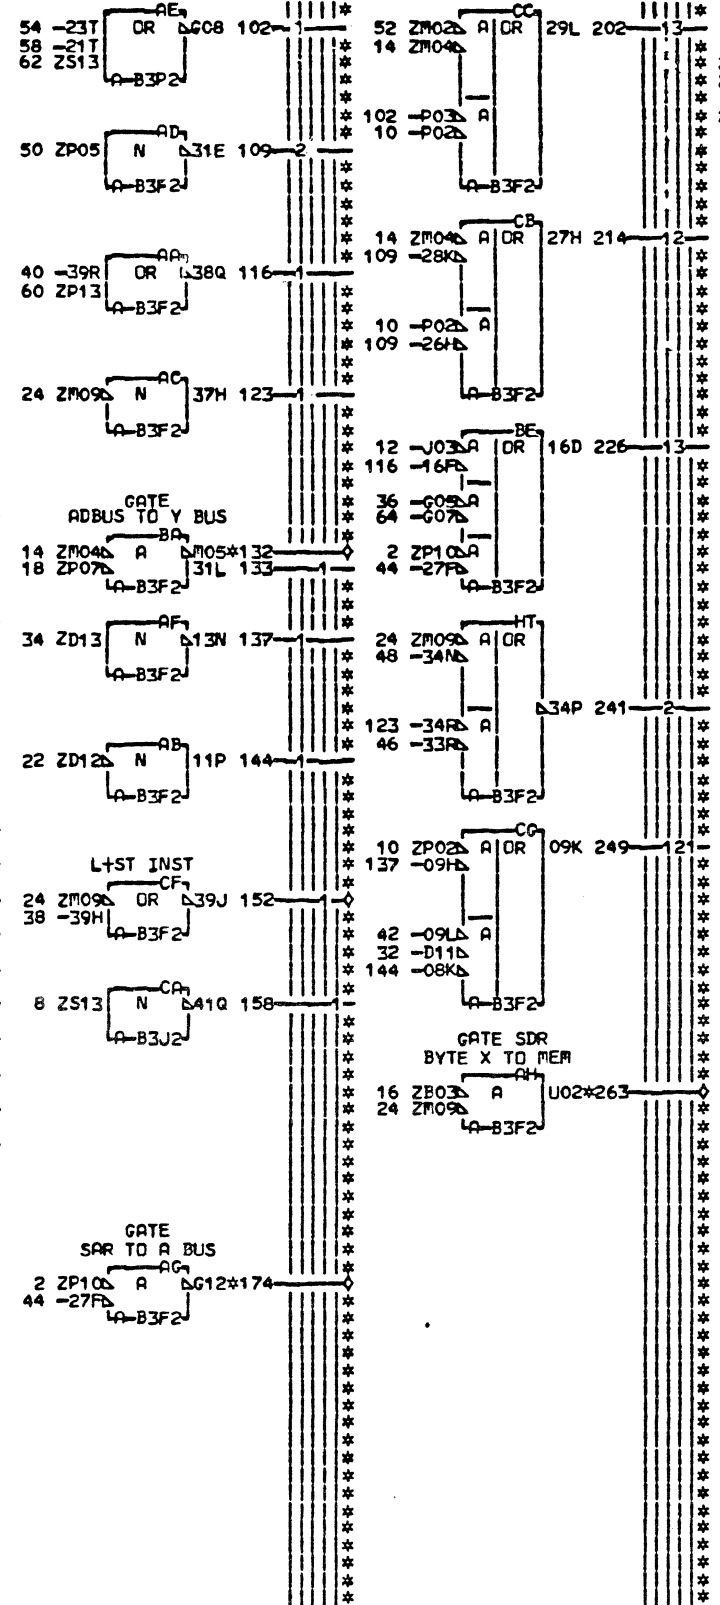 AE
54 -23T OR G08 102 1
58 -21T
62 ZS13
A B3P2
AD
50 ZP05 N 31E 109 2
A B3F2
AA
40 -39R OR 38Q 116 1
60 ZP13
A B3F2
AC
24 ZM09 N 37H 123 1
A B3F2
GATE
ADBUS TO Y BUS
BA
14 ZM04 A M05*132
18 ZP07 31L 133 1
A B3F2
AF
34 ZD13 N 13N 137 1
A B3F2
AB
22 ZD12 N 11P 144 1
A B3F2
L+ST INST
CF
24 ZM09 OR 39J 152 1
38 -39H
A B3F2
CA
8 ZS13 N 41Q 158 1
A B3J2
GATE
SAR TO A BUS
AG
2 ZP10 A G12*174
44 -27F
A B3F2
CC
52 ZM02 A OR 29L 202 13
14 ZM04
102 -P03 A
10 -P02
A B3F2
CB
14 ZM04 A OR 27H 214 12
109 -28K
10 -P02 A
109 -26H
A B3F2
BE
12 -J03 A OR 16D 226 13
116 -16F
36 -G05 A
64 -G07
2 ZP10 A
44 -27F
A B3F2
HT
24 ZM09 A OR
48 -34N
34P 241 2
123 -34R A
46 -33R
A B3F2
CG
10 ZP02 A OR 09K 249 121
137 -09H
42 -09L A
32 -D11
144 -08K
A B3F2
GATE SDR
BYTE X TO MEM
AH
16 ZB03 A U02*263
24 ZM09
A B3F2